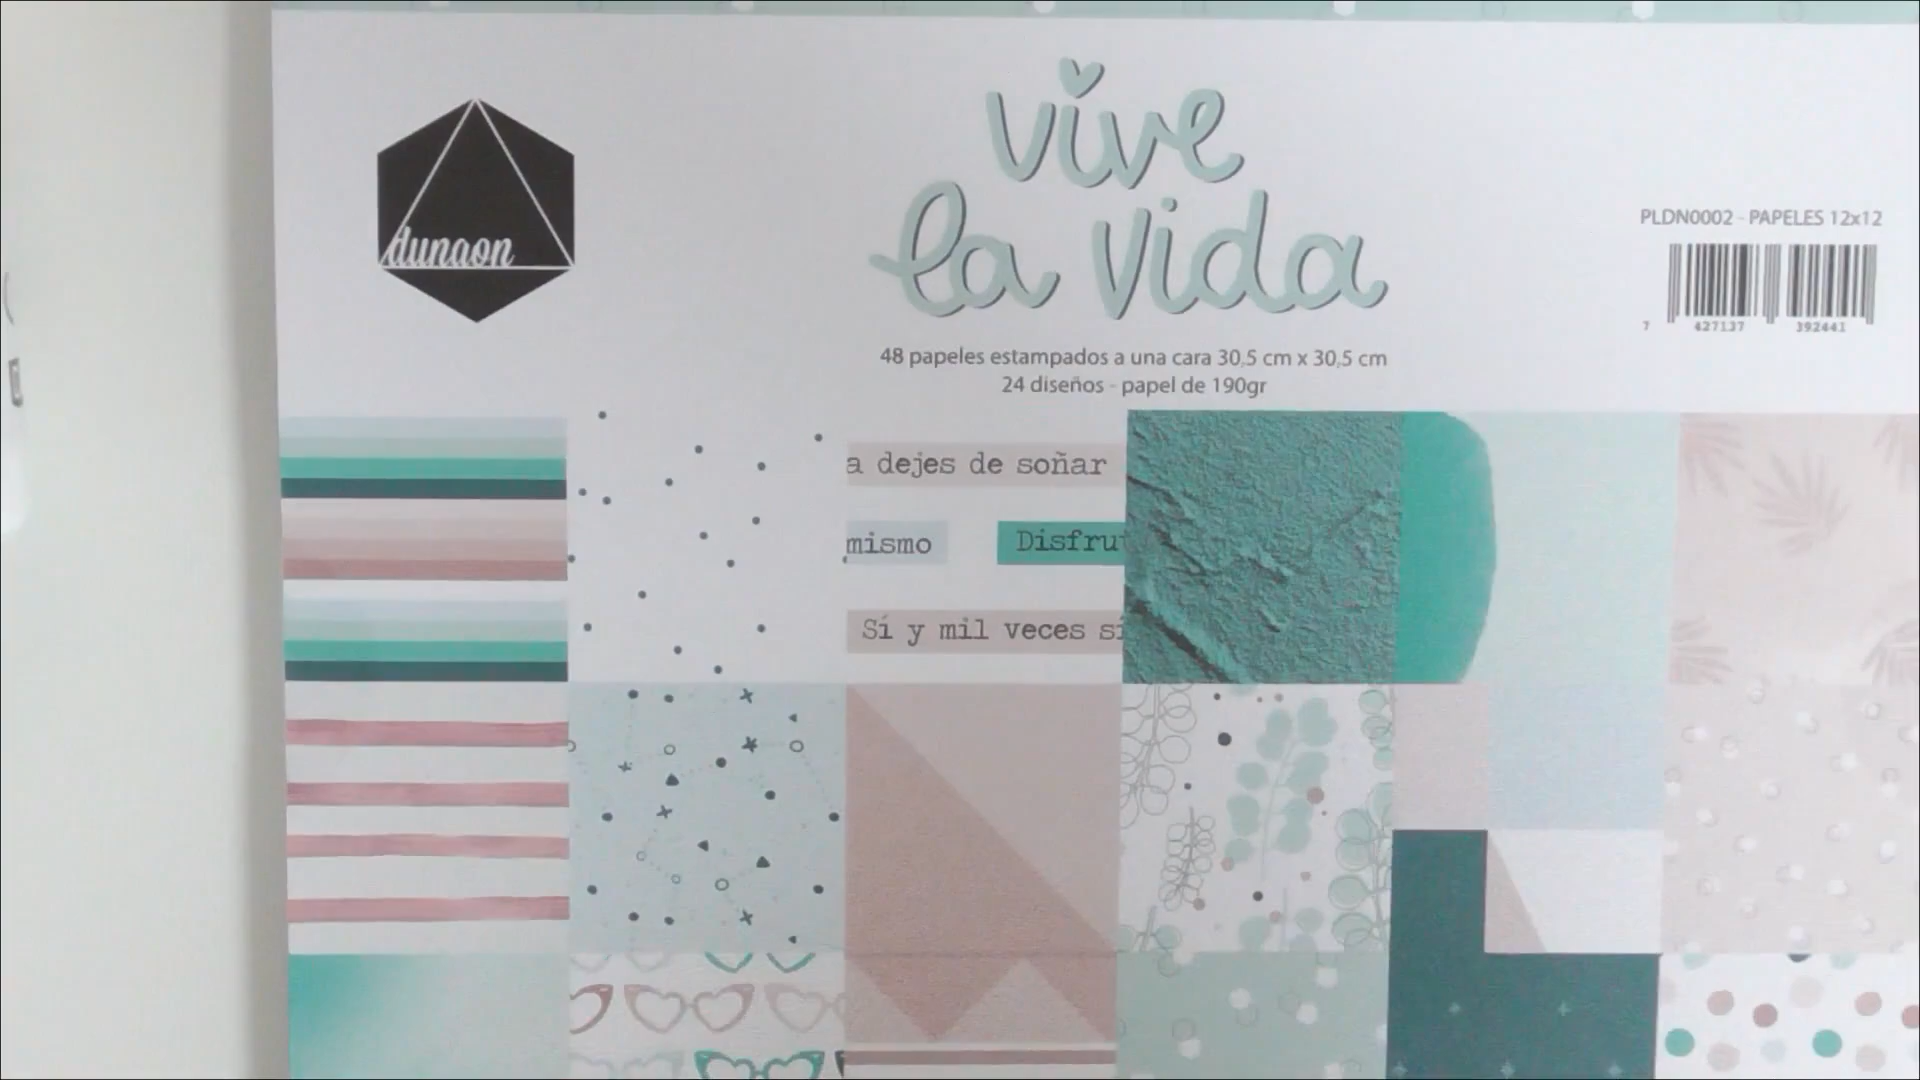 dunaon
vive
la vida
PLDN0002 - PAPELES 12x12
7 427137 392441
48 papeles estampados a una cara 30,5 cm x 30,5 cm
24 diseños - papel de 190gr
a dejes de soñar
mismo
Disfru
Sí y mil veces sí